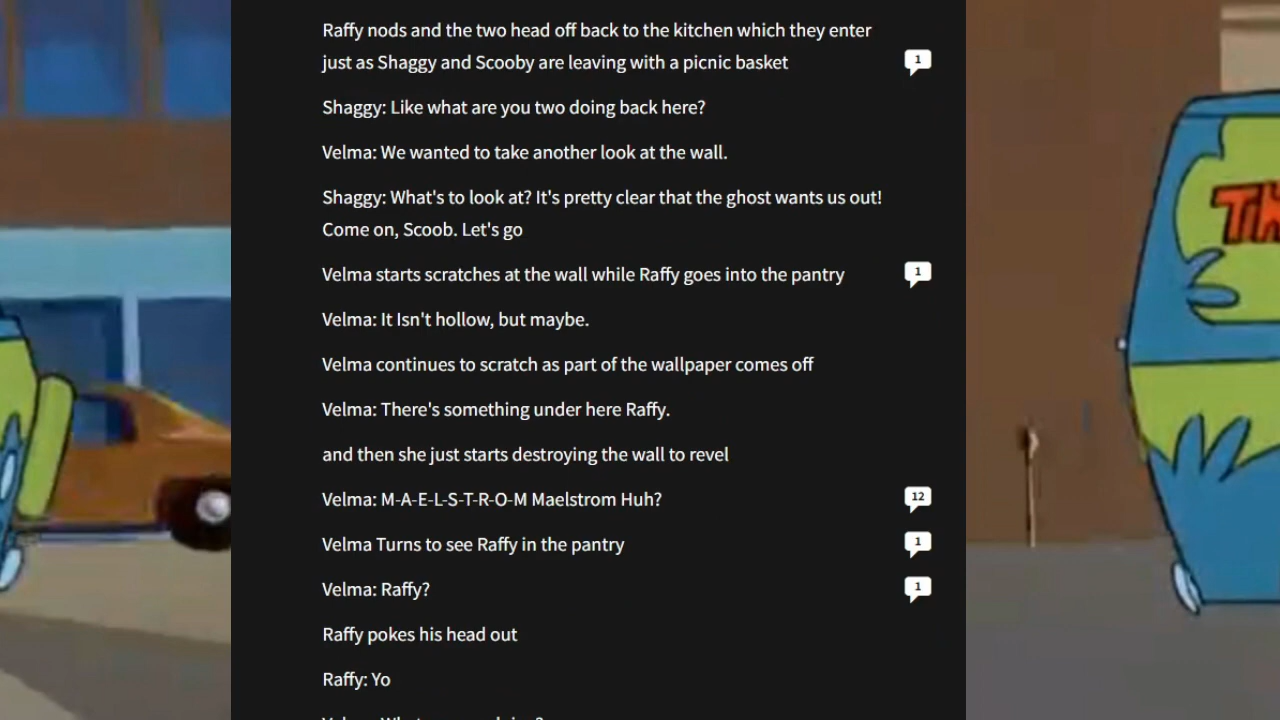 Raffy nods and the two head off back to the kitchen which they enter
just as Shaggy and Scooby are leaving with a picnic basket
1
Shaggy: Like what are you two doing back here?
Velma: We wanted to take another look at the wall.
Shaggy: What's to look at? It's pretty clear that the ghost wants us out!
Come on, Scoob. Let's go
Velma starts scratches at the wall while Raffy goes into the pantry
1
Velma: It Isn't hollow, but maybe.
Velma continues to scratch as part of the wallpaper comes off
Velma: There's something under here Raffy.
and then she just starts destroying the wall to revel
Velma: M-A-E-L-S-T-R-O-M Maelstrom Huh?
12
Velma Turns to see Raffy in the pantry
1
Velma: Raffy?
1
Raffy pokes his head out
Raffy: Yo